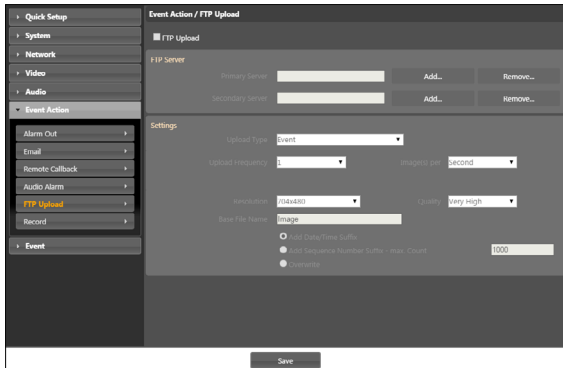 Quick Setup
System
Network
Video
Audio
Event Action
Alarm Out
Email
Remote Callback
Audio Alarm
FTP Upload
Record
Event
Event Action / FTP Upload
FTP Upload
FTP Server
Primary Server Add... Remove...
Secondary Server Add... Remove...
Settings
Upload Type Event
Upload Frequency 1 Image(s) per Second
Resolution 704x480 Quality Very High
Base File Name Image
Add Date/Time Suffix
Add Sequence Number Suffix - max. Count 1000
Overwrite
Save